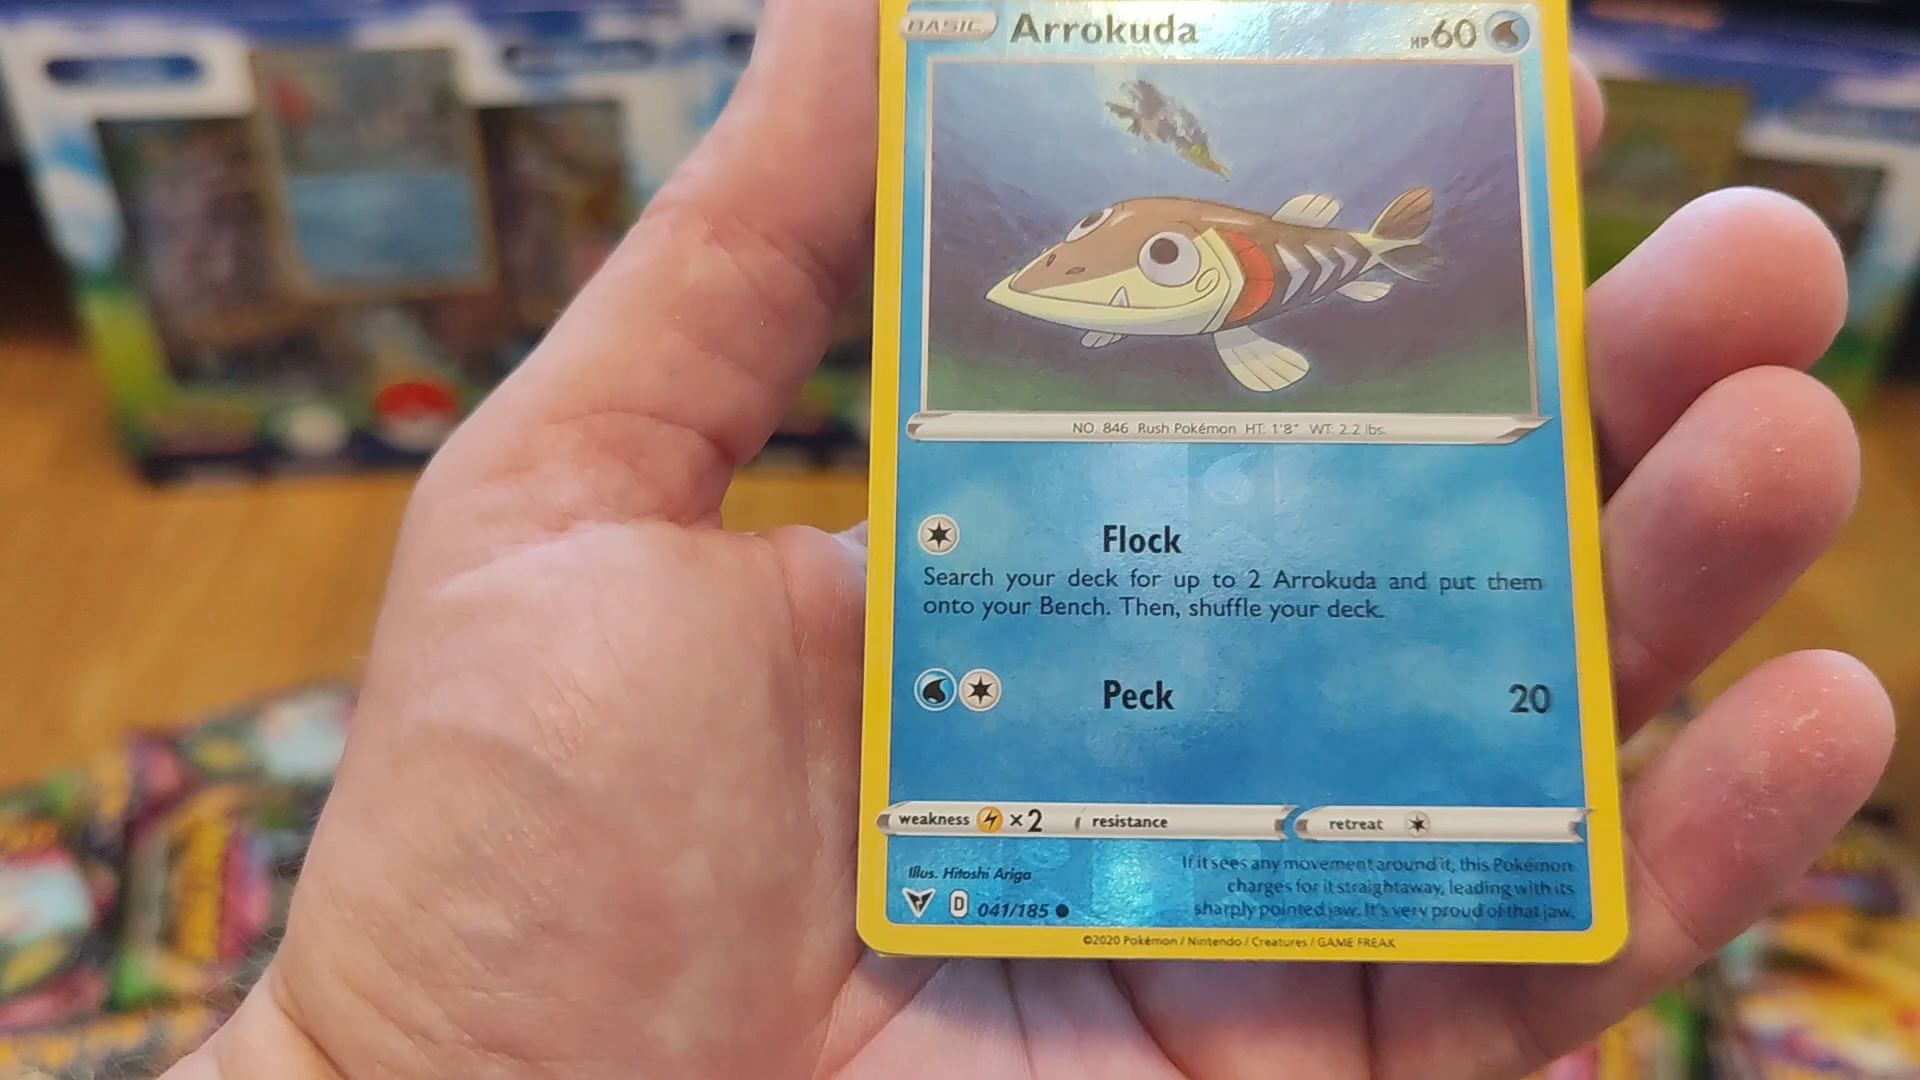 BASIC Arrokuda HP60
NO. 846 Rush Pokémon HT: 1'8" WT: 2.2 lbs.
Flock
Search your deck for up to 2 Arrokuda and put them
onto your Bench. Then, shuffle your deck.
Peck 20
weakness ×2 resistance retreat
Illus. Hitoshi Ariga
If it sees any movement around it, this Pokémon
charges for it straightaway, leading with its
sharply pointed jaw. It's very proud of that jaw.
D 041/185
©2020 Pokémon / Nintendo / Creatures / GAME FREAK